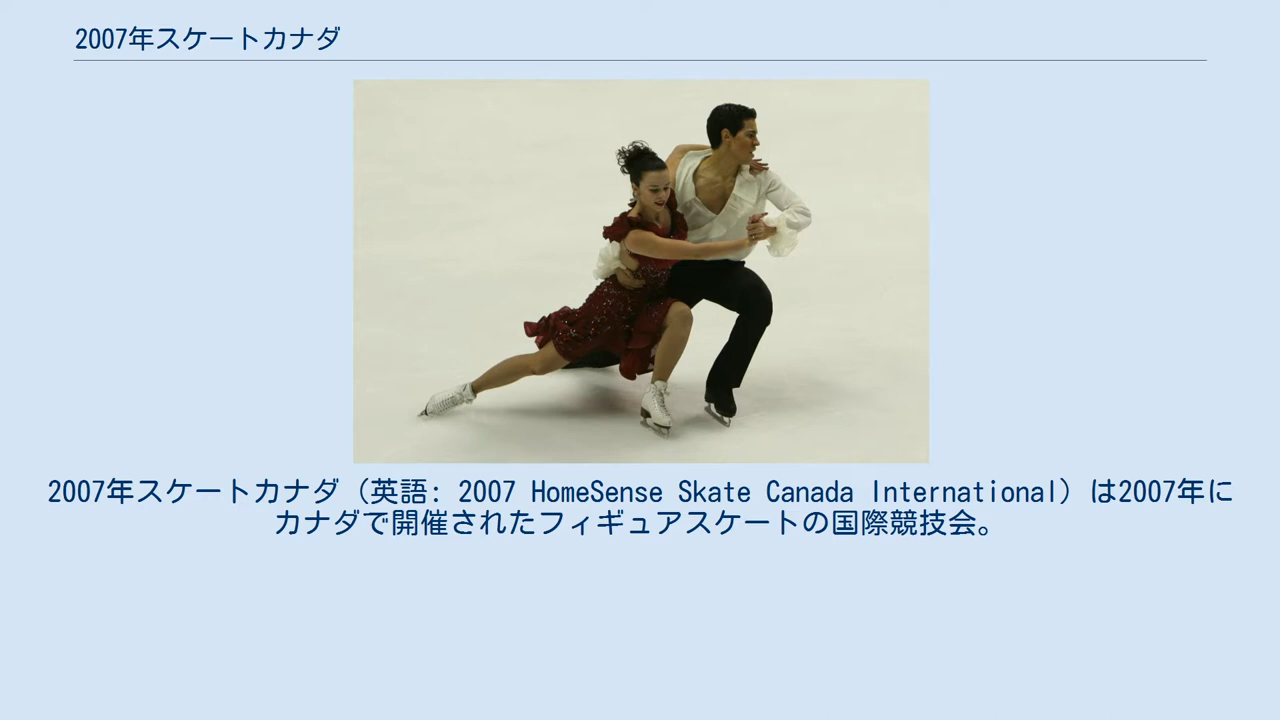 2007年スケートカナダ
2007年スケートカナダ（英語: 2007 HomeSense Skate Canada International）は2007年に
カナダで開催されたフィギュアスケートの国際競技会。